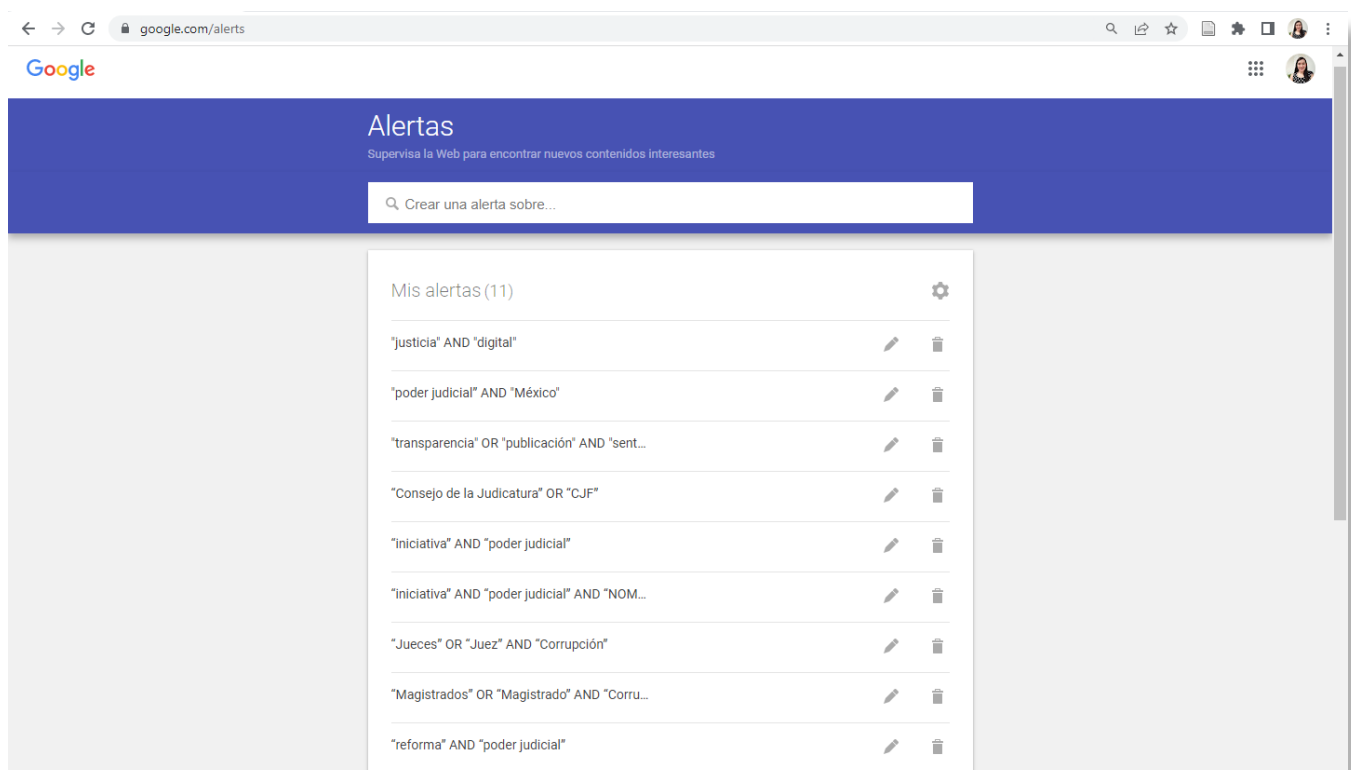 google.com/alerts
Google
Alertas
Supervisa la Web para encontrar nuevos contenidos interesantes
Crear una alerta sobre...
Mis alertas (11)
"justicia" AND "digital"
"poder judicial” AND "México"
"transparencia" OR "publicación" AND "sent...
“Consejo de la Judicatura” OR “CJF”
“iniciativa” AND “poder judicial”
“iniciativa” AND “poder judicial” AND “NOM...
“Jueces” OR “Juez” AND “Corrupción”
“Magistrados” OR “Magistrado” AND “Corru...
“reforma” AND “poder judicial”